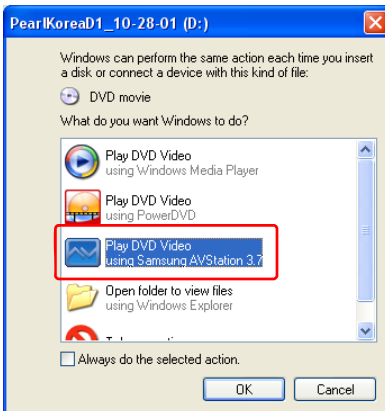 PearlKoreaD1_10-28-01 (D:)
Windows can perform the same action each time you insert
a disk or connect a device with this kind of file:
DVD movie
What do you want Windows to do?
Play DVD Video
using Windows Media Player
Play DVD Video
using PowerDVD
Play DVD Video
using Samsung AVStation 3.7
Open folder to view files
using Windows Explorer
Always do the selected action.
OK
Cancel